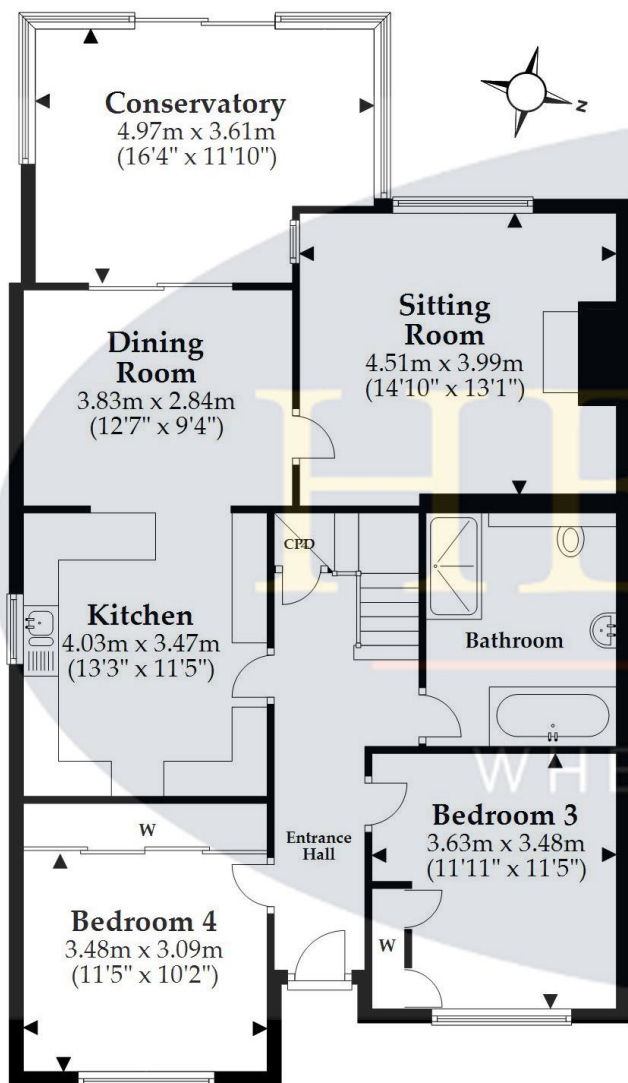 Conservatory
4.97m x 3.61m
(16'4" x 11'10")
N
Sitting
Room
4.51m x 3.99m
(14'10" x 13'1")
Dining
Room
3.83m x 2.84m
(12'7" x 9'4")
CPD
Kitchen
4.03m x 3.47m
(13'3" x 11'5")
Bathroom
W
Entrance
Hall
Bedroom 3
3.63m x 3.48m
(11'11" x 11'5")
W
Bedroom 4
3.48m x 3.09m
(11'5" x 10'2")
WHE